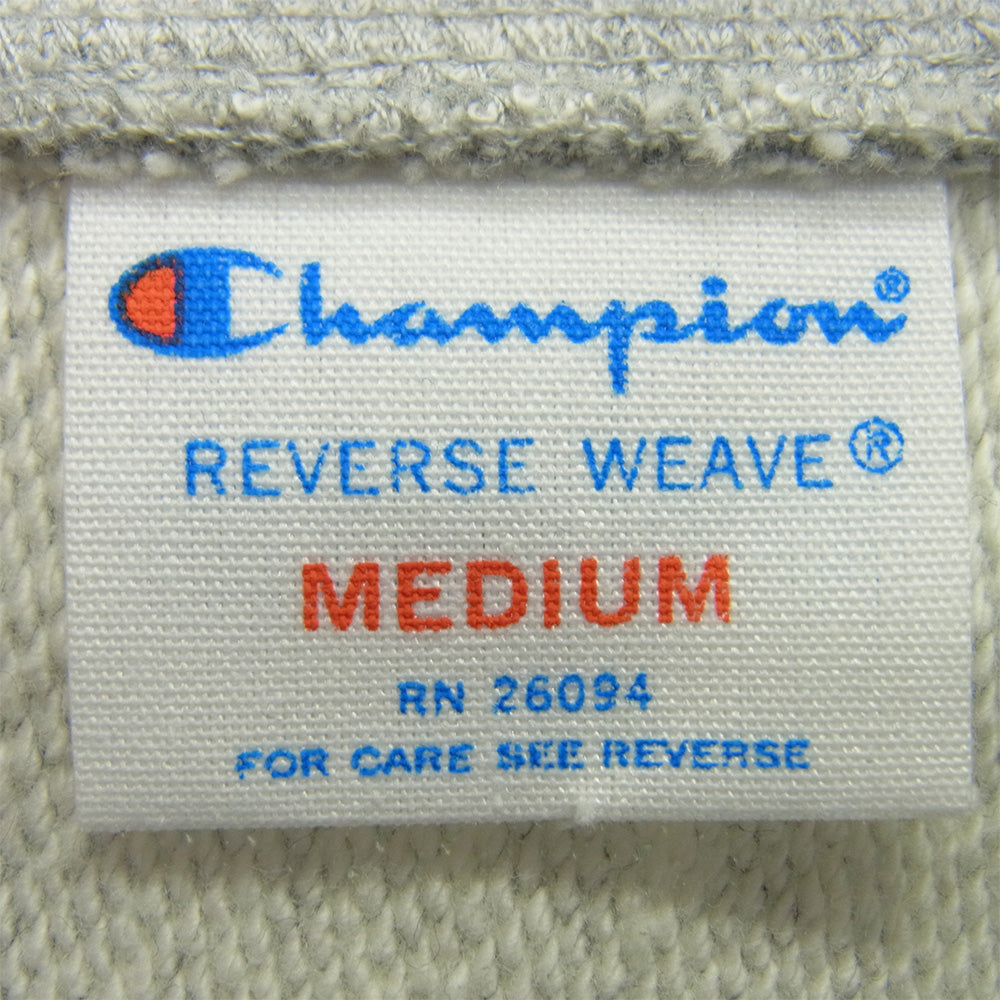 Champion®
REVERSE WEAVE®
MEDIUM
RN 26094
FOR CARE SEE REVERSE